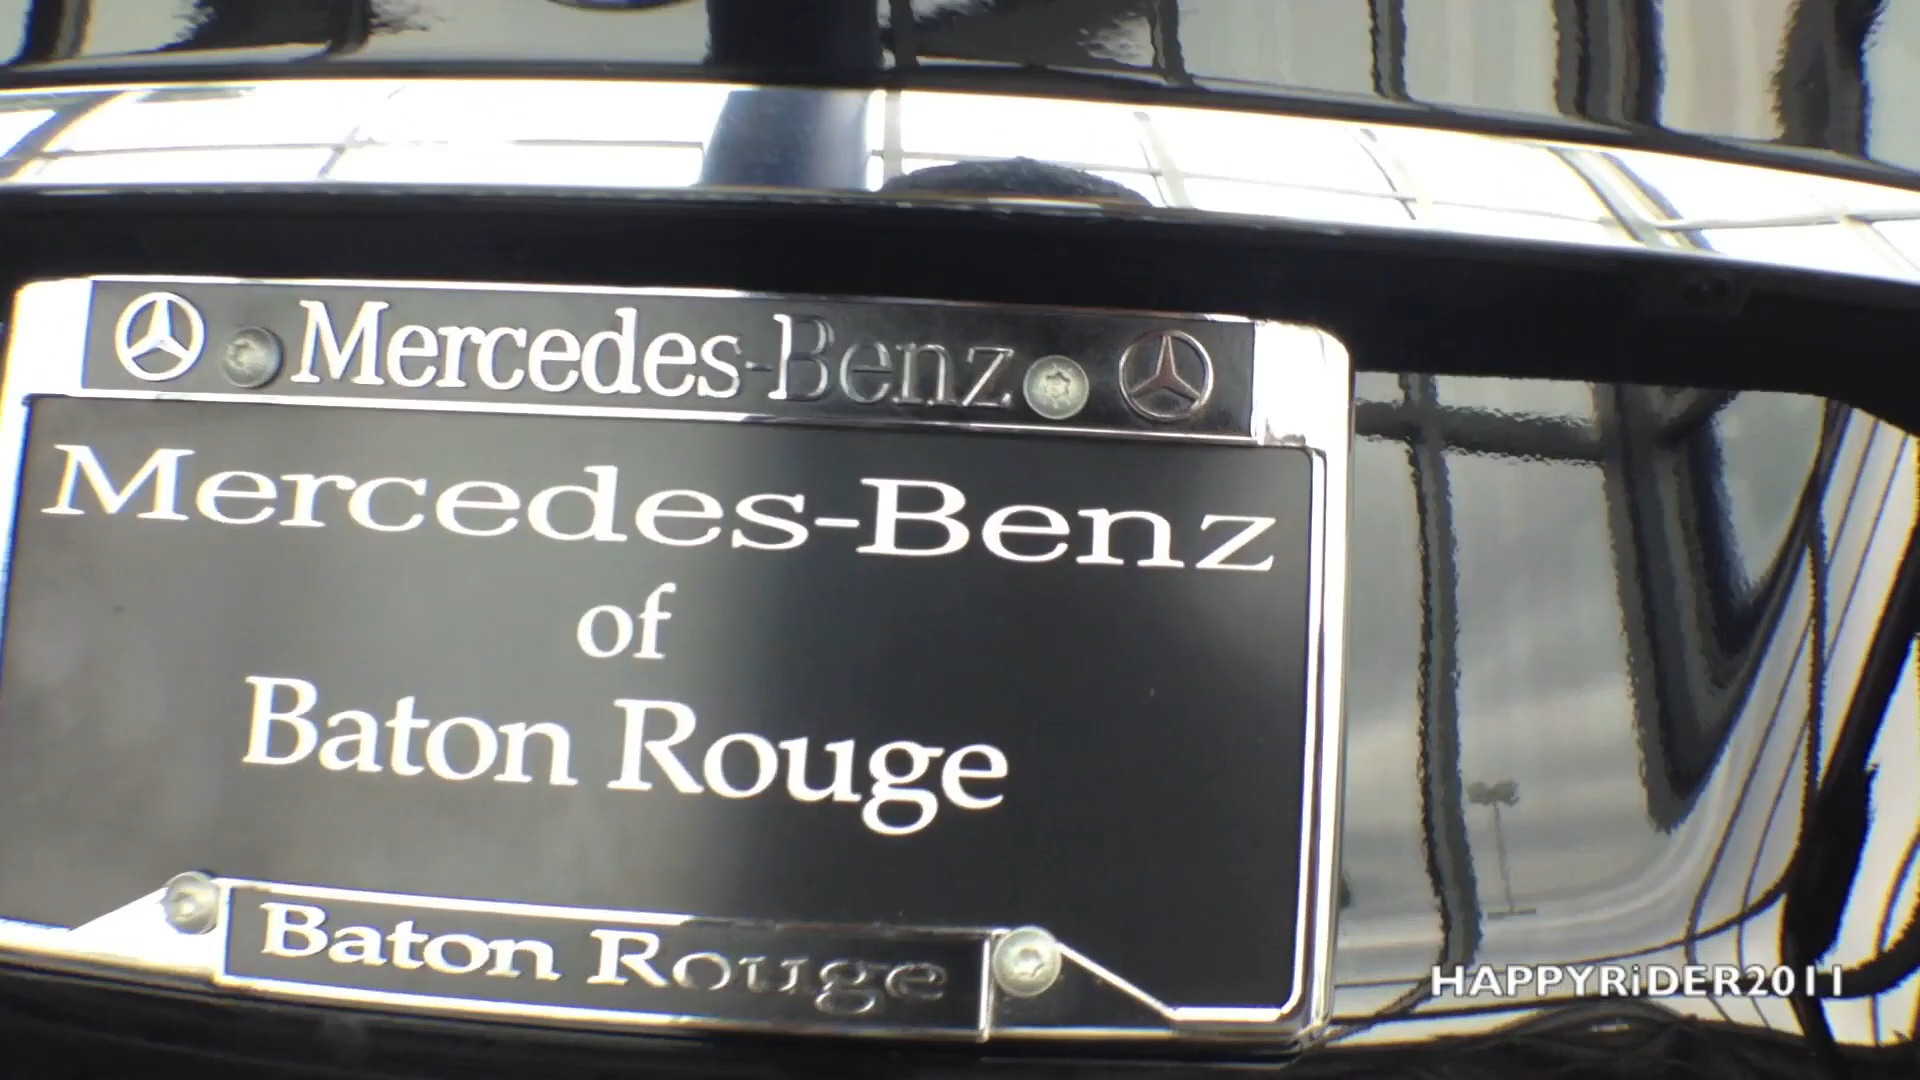 Mercedes-Benz
Mercedes-Benz
of
Baton Rouge
Baton Rouge
HAPPYRiDER2011